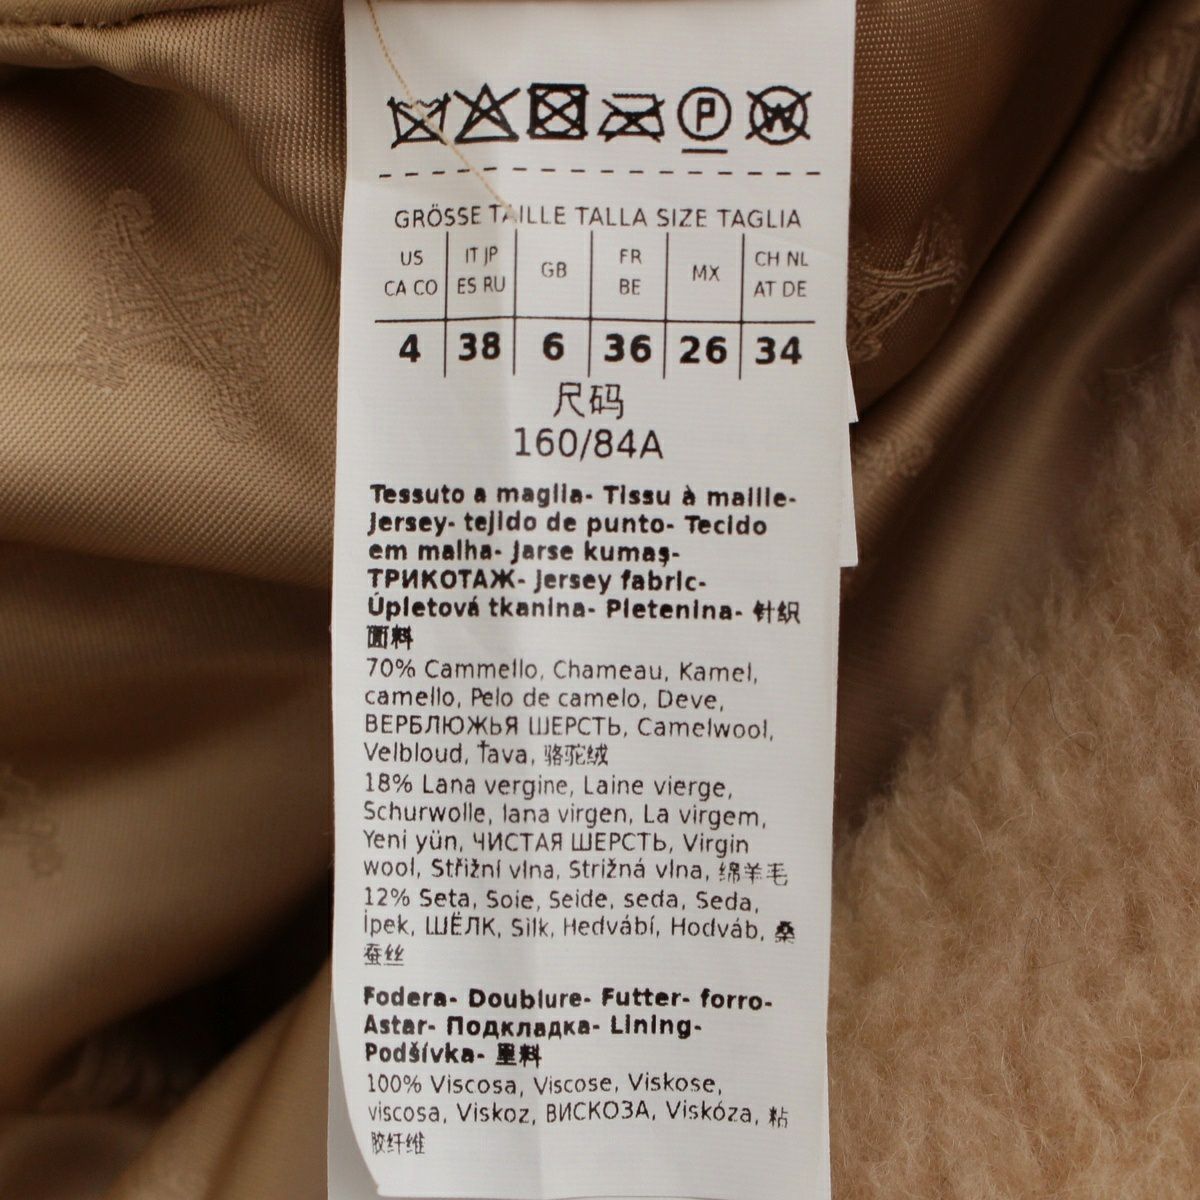 P W
GRÖSSE TAILLE TALLA SIZE TAGLIA
US CA CO | IT JP ES RU | GB | FR BE | MX | CH NL AT DE
4 | 38 | 6 | 36 | 26 | 34
尺码
160/84A
Tessuto a maglia- Tissu à maille-
Jersey- tejido de punto- Tecido
em malha- Jarse kumaş-
ТРИКОТАЖ- Jersey fabric-
Úpletová tkanina- Pletenina- 针织
面料
70% Cammello, Chameau, Kamel,
camello, Pelo de camelo, Deve,
ВЕРБЛЮЖЬЯ ШЕРСТЬ, Camelwool,
Velbloud, Ťava, 骆驼绒
18% Lana vergine, Laine vierge,
Schurwolle, lana virgen, La virgem,
Yeni yün, ЧИСТАЯ ШЕРСТЬ, Virgin
wool, Střižní vlna, Strižná vlna, 绵羊毛
12% Seta, Soie, Seide, seda, Seda,
İpek, ШЁЛК, Silk, Hedvábí, Hodváb, 桑
蚕丝
Fodera- Doublure- Futter- forro-
Astar- Подкладка- Lining-
Podšívka- 里料
100% Viscosa, Viscose, Viskose,
viscosa, Viskoz, ВИСКОЗА, Viskóza, 粘
胶纤维